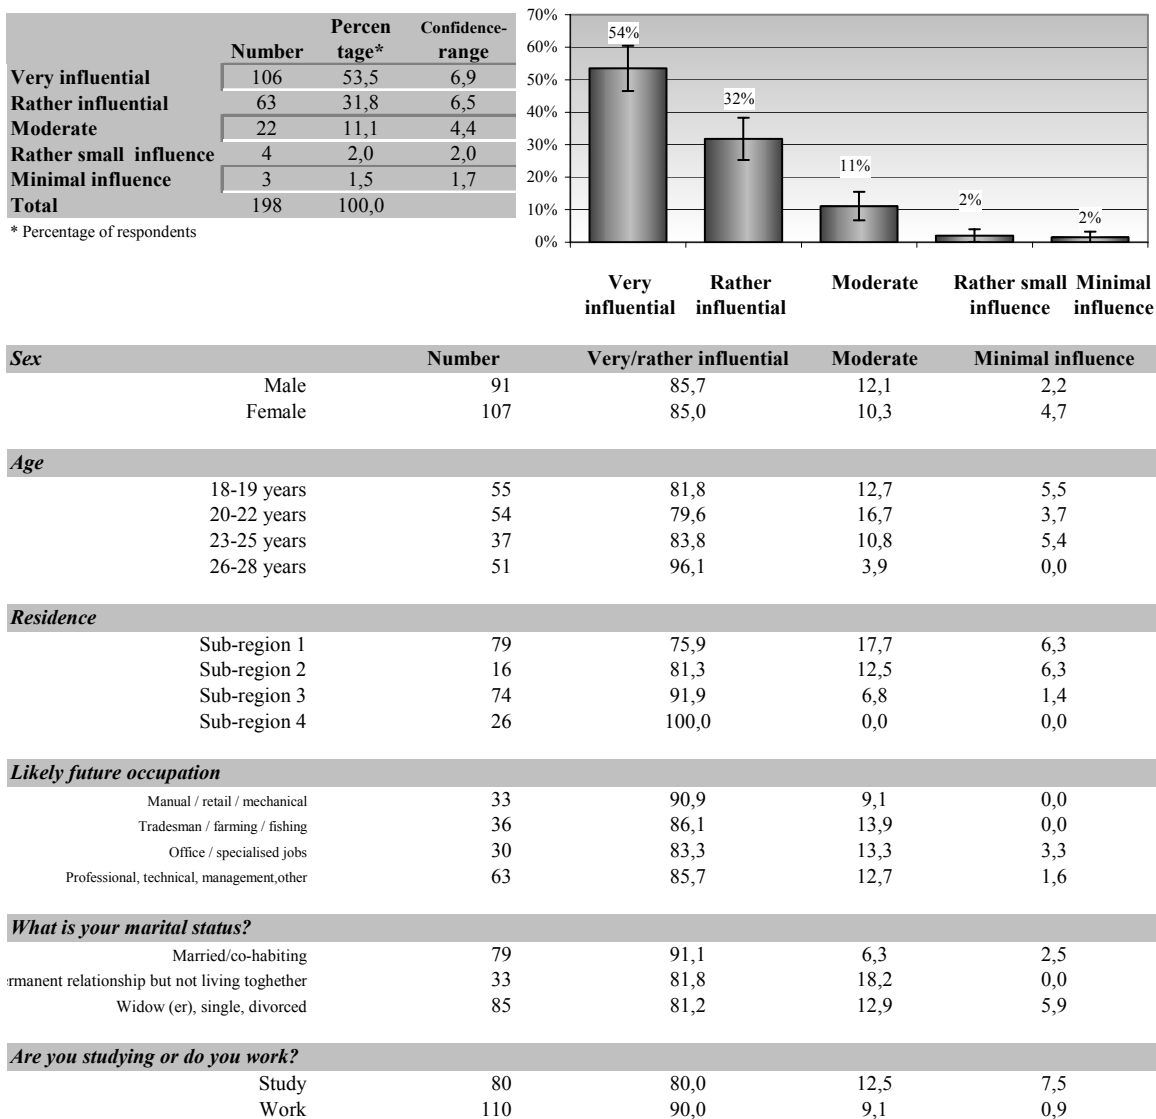 Number Percen tage* Confidence- range
Very influential 106 53,5 6,9
Rather influential 63 31,8 6,5
Moderate 22 11,1 4,4
Rather small influence 4 2,0 2,0
Minimal influence 3 1,5 1,7
Total 198 100,0
* Percentage of respondents
70%
60%
50%
40%
30%
20%
10%
0%
54%
32%
11%
2%
2%
Very influential
Rather influential
Moderate
Rather small influence
Minimal influence
Sex Number Very/rather influential Moderate Minimal influence
Male 91 85,7 12,1 2,2
Female 107 85,0 10,3 4,7
Age
18-19 years 55 81,8 12,7 5,5
20-22 years 54 79,6 16,7 3,7
23-25 years 37 83,8 10,8 5,4
26-28 years 51 96,1 3,9 0,0
Residence
Sub-region 1 79 75,9 17,7 6,3
Sub-region 2 16 81,3 12,5 6,3
Sub-region 3 74 91,9 6,8 1,4
Sub-region 4 26 100,0 0,0 0,0
Likely future occupation
Manual / retail / mechanical 33 90,9 9,1 0,0
Tradesman / farming / fishing 36 86,1 13,9 0,0
Office / specialised jobs 30 83,3 13,3 3,3
Professional, technical, management,other 63 85,7 12,7 1,6
What is your marital status?
Married/co-habiting 79 91,1 6,3 2,5
rmanent relationship but not living toghether 33 81,8 18,2 0,0
Widow (er), single, divorced 85 81,2 12,9 5,9
Are you studying or do you work?
Study 80 80,0 12,5 7,5
Work 110 90,0 9,1 0,9